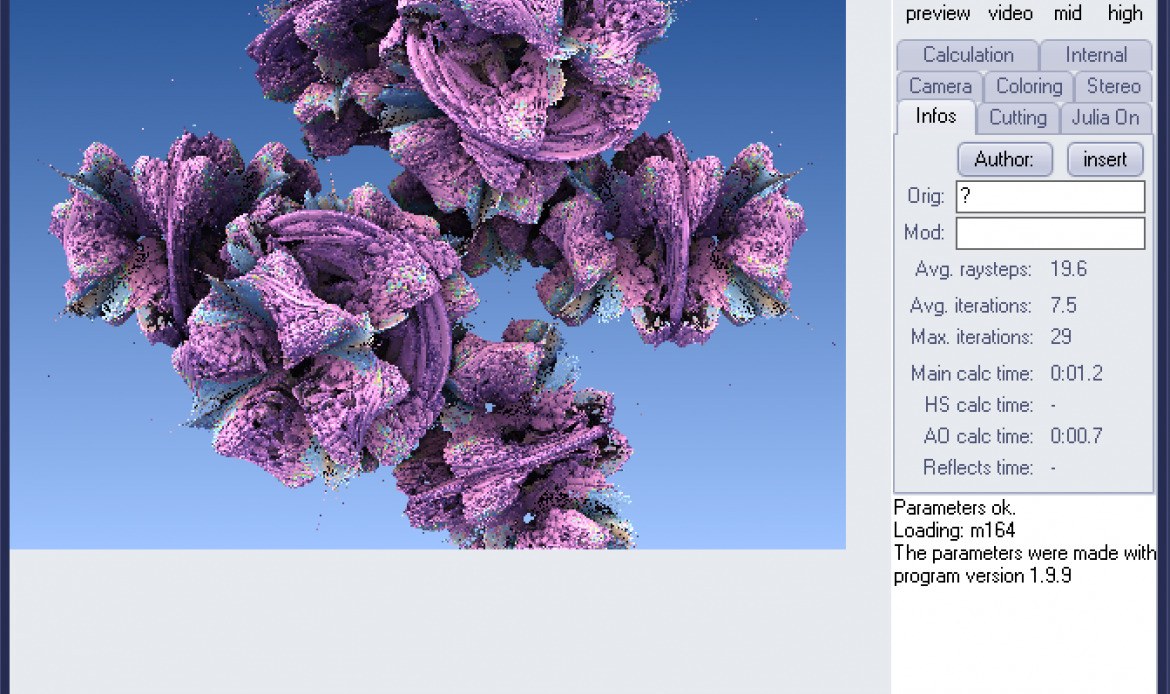 preview video mid high
Calculation Internal
Camera Coloring Stereo
Infos Cutting Julia On
Author: insert
Orig: ?
Mod:
Avg. raysteps: 19.6
Avg. iterations: 7.5
Max. iterations: 29
Main calc time: 0:01.2
HS calc time: -
AO calc time: 0:00.7
Reflects time: -
Parameters ok.
Loading: m164
The parameters were made with
program version 1.9.9